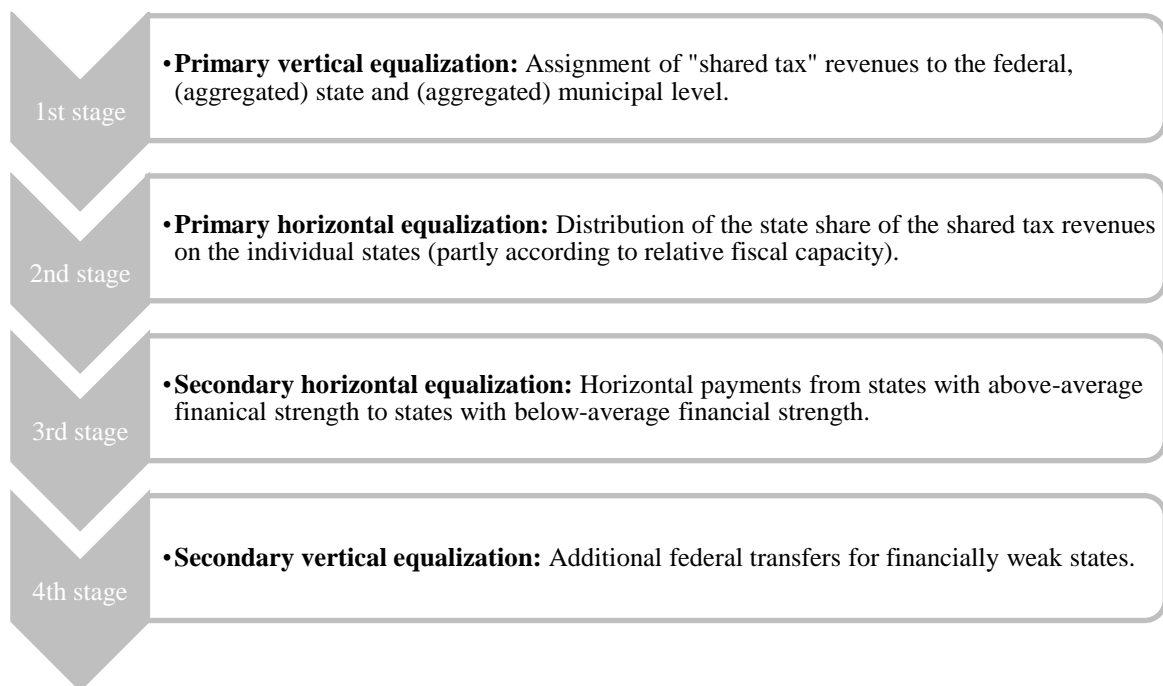 1st stage
•Primary vertical equalization: Assignment of "shared tax" revenues to the federal,
(aggregated) state and (aggregated) municipal level.
2nd stage
•Primary horizontal equalization: Distribution of the state share of the shared tax revenues
on the individual states (partly according to relative fiscal capacity).
3rd stage
•Secondary horizontal equalization: Horizontal payments from states with above-average
finanical strength to states with below-average financial strength.
4th stage
•Secondary vertical equalization: Additional federal transfers for financially weak states.